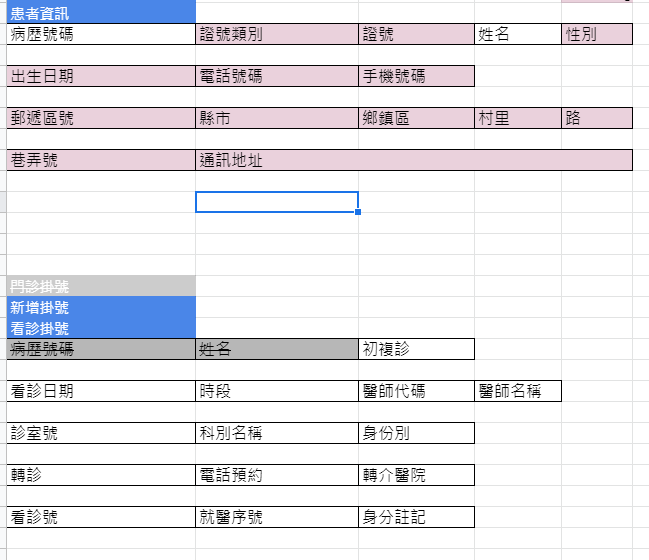 患者資訊
病歷號碼 證號類別 證號 姓名 性別
出生日期 電話號碼 手機號碼
郵遞區號 縣市 鄉鎮區 村里 路
巷弄號 通訊地址
門診掛號
新增掛號
看診掛號
病歷號碼 姓名 初複診
看診日期 時段 醫師代碼 醫師名稱
診室號 科別名稱 身份別
轉診 電話預約 轉介醫院
看診號 就醫序號 身分註記